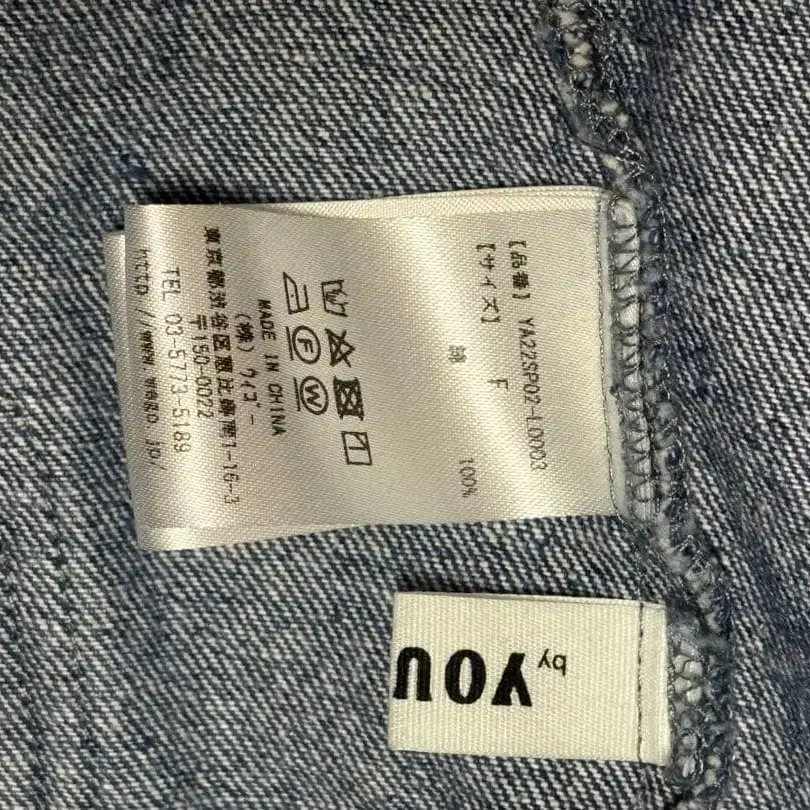 【品番】 YA22SP02-L0003
【サイズ】 F
綿 100%
MADE IN CHINA
(株) ウィゴー
〒150-0022
東京都渋谷区恵比寿南1-16-3
TEL 03-5773-5189
http://www.wego.jp/
by YOU